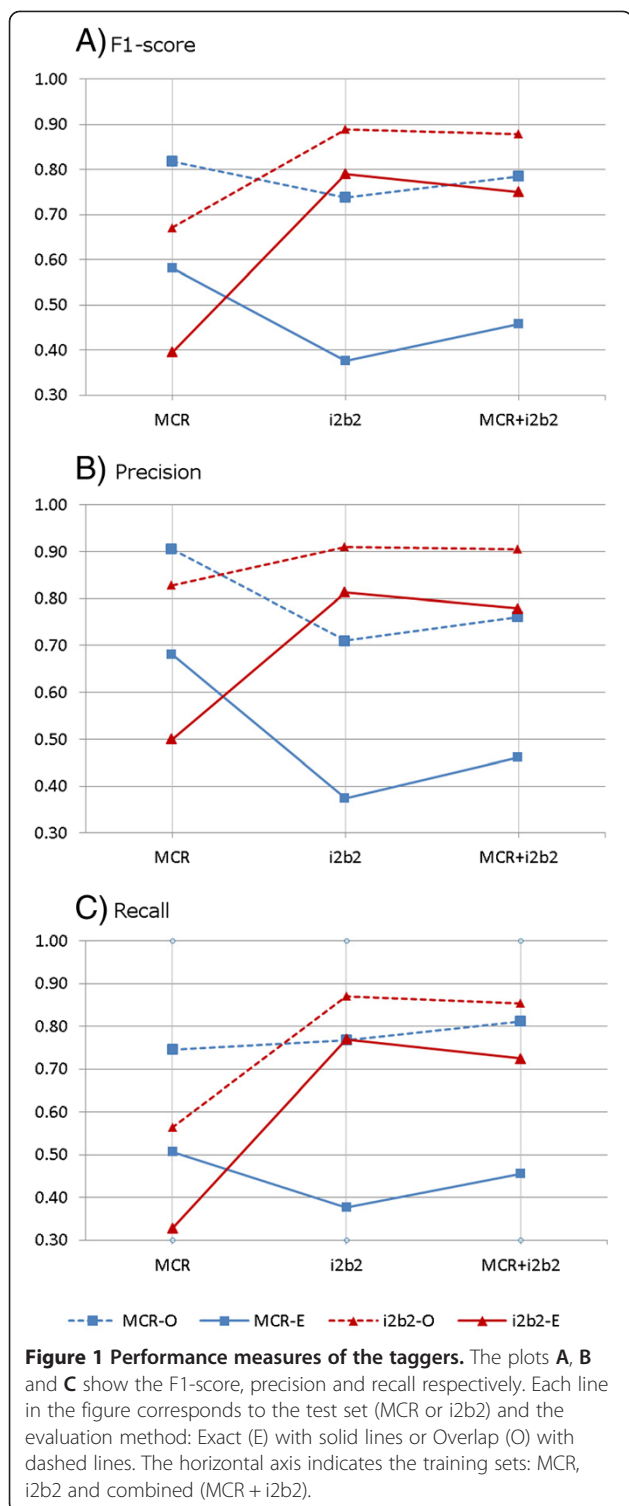 A) F1-score
1.00
0.90
0.80
0.70
0.60
0.50
0.40
0.30
MCR i2b2 MCR+i2b2
B) Precision
1.00
0.90
0.80
0.70
0.60
0.50
0.40
0.30
MCR i2b2 MCR+i2b2
C) Recall
1.00
0.90
0.80
0.70
0.60
0.50
0.40
0.30
MCR i2b2 MCR+i2b2
MCR-O MCR-E i2b2-O i2b2-E
Figure 1 Performance measures of the taggers. The plots A, B
and C show the F1-score, precision and recall respectively. Each line
in the figure corresponds to the test set (MCR or i2b2) and the
evaluation method: Exact (E) with solid lines or Overlap (O) with
dashed lines. The horizontal axis indicates the training sets: MCR,
i2b2 and combined (MCR + i2b2).